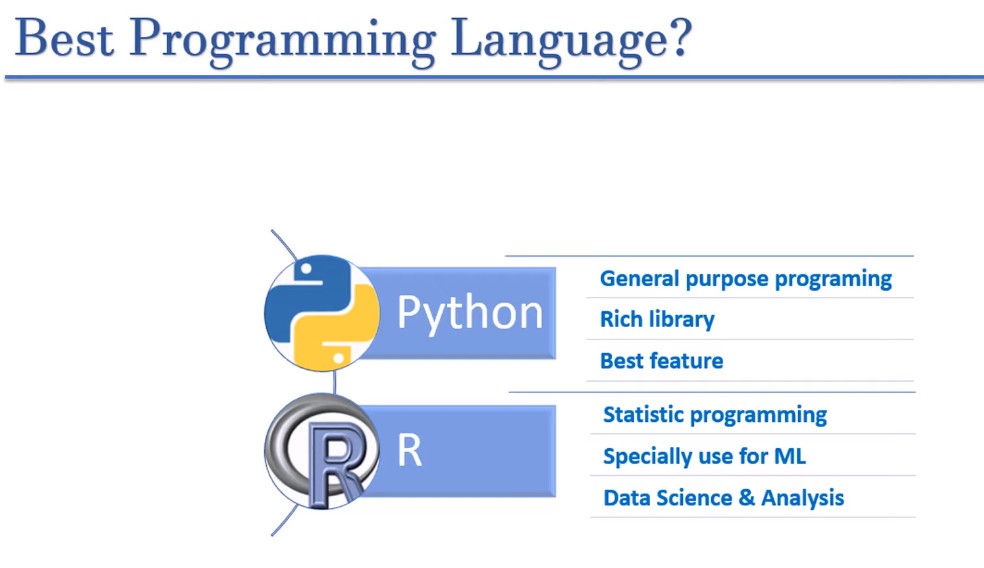 Best Programming Language?
Python
General purpose programing
Rich library
Best feature
R
Statistic programming
Specially use for ML
Data Science & Analysis